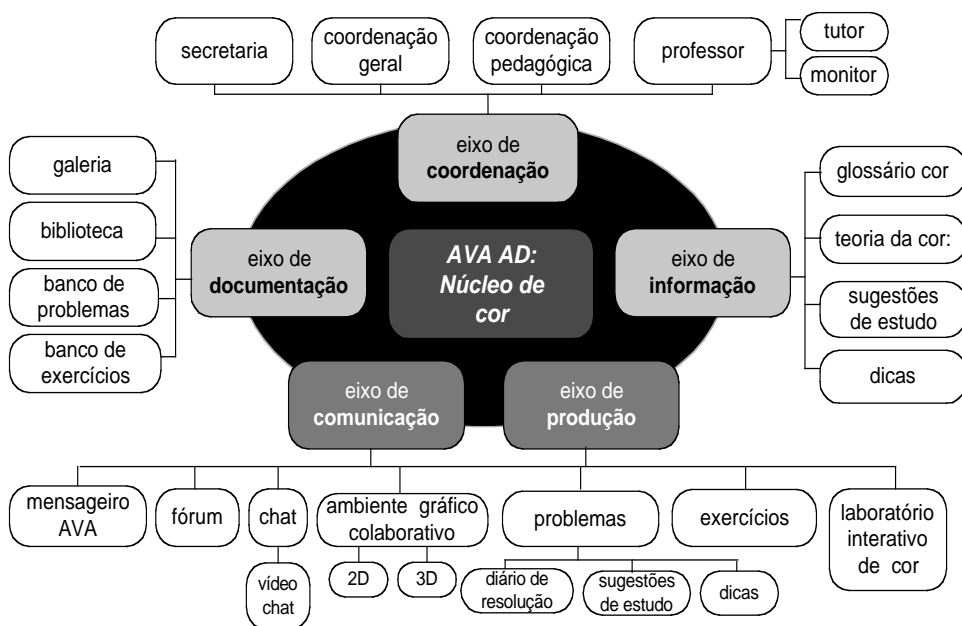 secretaria
coordenação
geral
coordenação
pedagógica
professor
tutor
monitor
eixo de
coordenação
galeria
biblioteca
banco de
problemas
banco de
exercícios
eixo de
documentação
AVA AD:
Núcleo de
cor
eixo de
informação
glossário cor
teoria da cor:
sugestões
de estudo
dicas
eixo de
comunicação
eixo de
produção
mensageiro
AVA
fórum
chat
ambiente gráfico
colaborativo
problemas
exercícios
laboratório
interativo
de cor
vídeo
chat
2D
3D
diário de
resolução
sugestões
de estudo
dicas